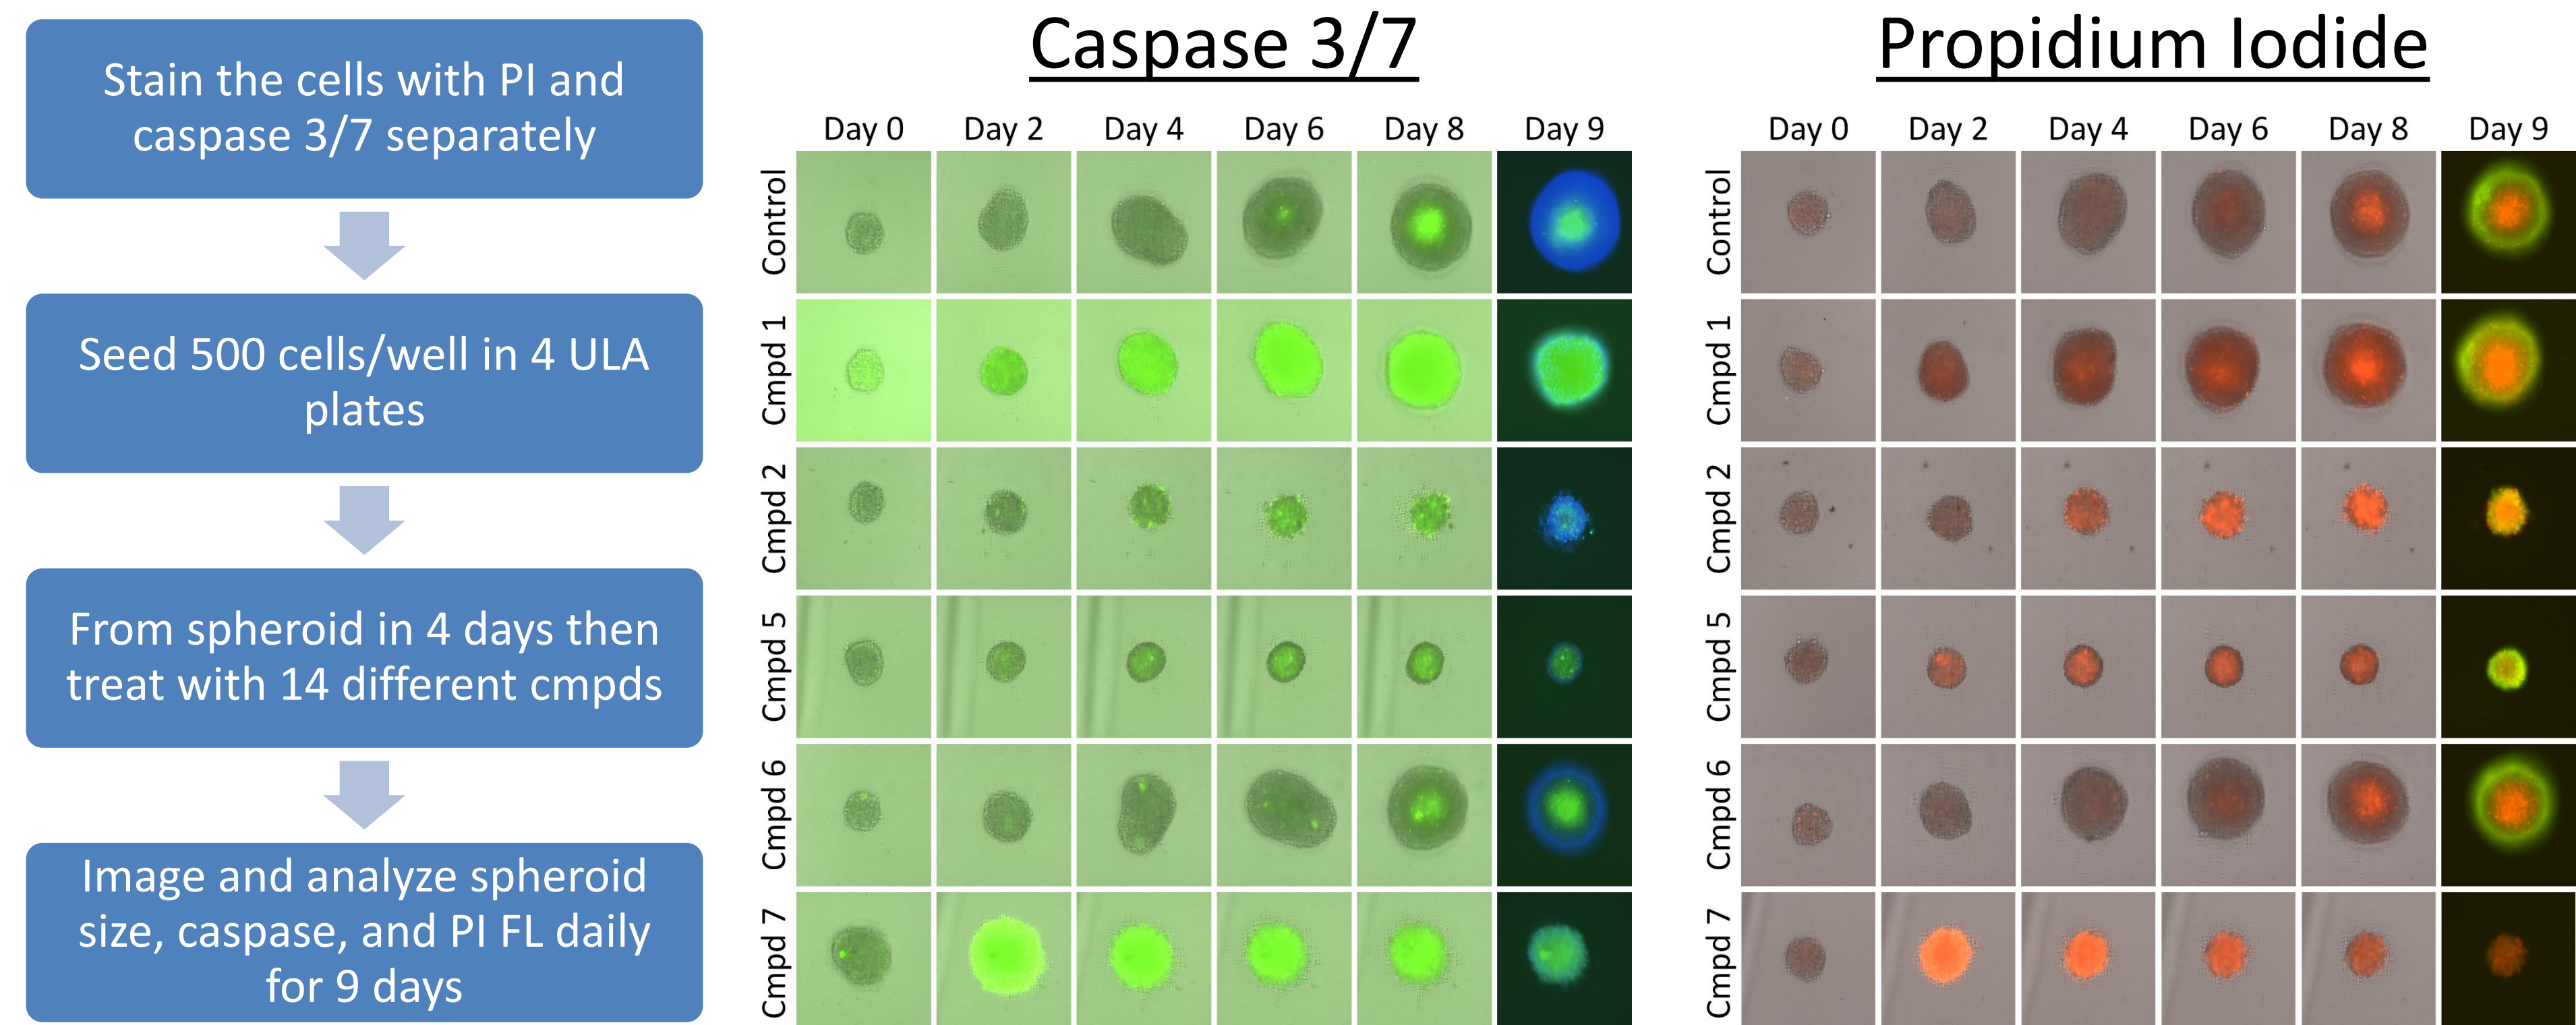 Stain the cells with PI and
caspase 3/7 separately
Seed 500 cells/well in 4 ULA
plates
From spheroid in 4 days then
treat with 14 different cmpds
Image and analyze spheroid
size, caspase, and PI FL daily
for 9 days
Caspase 3/7
Day 0 Day 2 Day 4 Day 6 Day 8 Day 9
Control
Cmpd 1
Cmpd 2
Cmpd 5
Cmpd 6
Cmpd 7
Propidium Iodide
Day 0 Day 2 Day 4 Day 6 Day 8 Day 9
Control
Cmpd 1
Cmpd 2
Cmpd 5
Cmpd 6
Cmpd 7